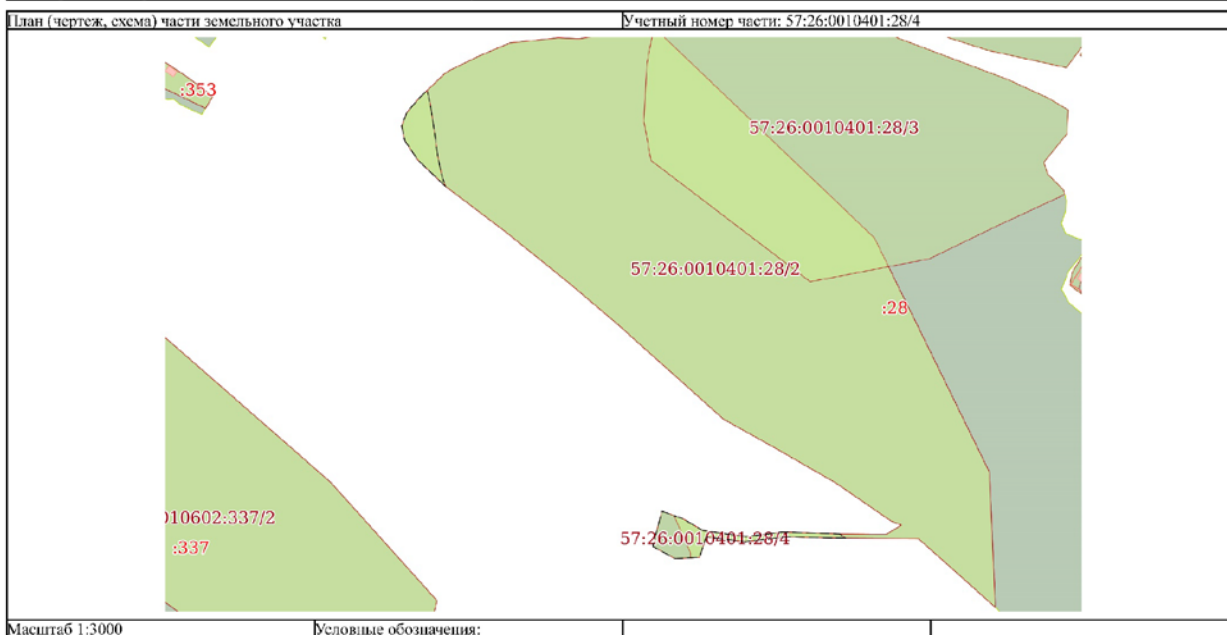 План (чертеж, схема) части земельного участка
Учетный номер части: 57:26:0010401:28/4
:353
57:26:0010401:28/3
57:26:0010401:28/2
:28
010602:337/2
:337
57:26:0010401:28/4
Масштаб 1:3000
Условные обозначения: